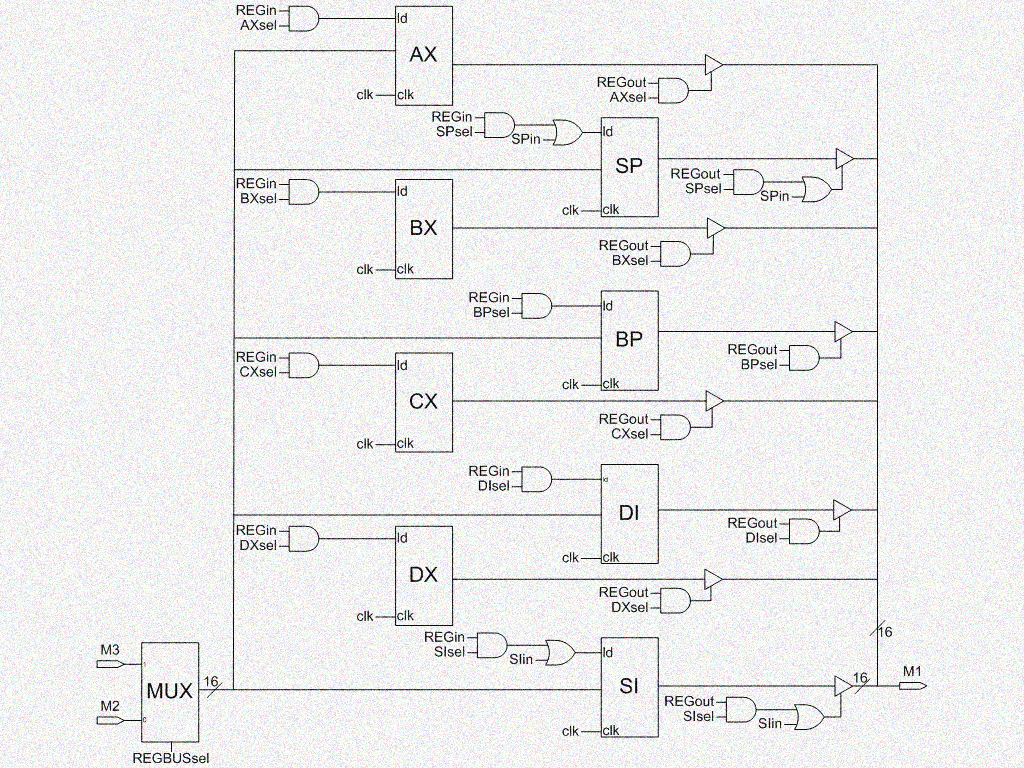 REGin
AXsel
ld
AX
clk
clk
REGout
AXsel
REGin
SPsel
SPin
ld
SP
clk
clk
REGout
SPsel
SPin
REGin
BXsel
ld
BX
clk
clk
REGout
BXsel
REGin
BPsel
ld
BP
clk
clk
REGout
BPsel
REGin
CXsel
ld
CX
clk
clk
REGout
CXsel
REGin
DIsel
ld
DI
clk
clk
REGout
DIsel
REGin
DXsel
ld
DX
clk
clk
REGout
DXsel
REGin
SIsel
SIin
ld
SI
clk
clk
REGout
SIsel
SIin
16
16
M1
M3
1
MUX
16
M2
0
REGBUSsel